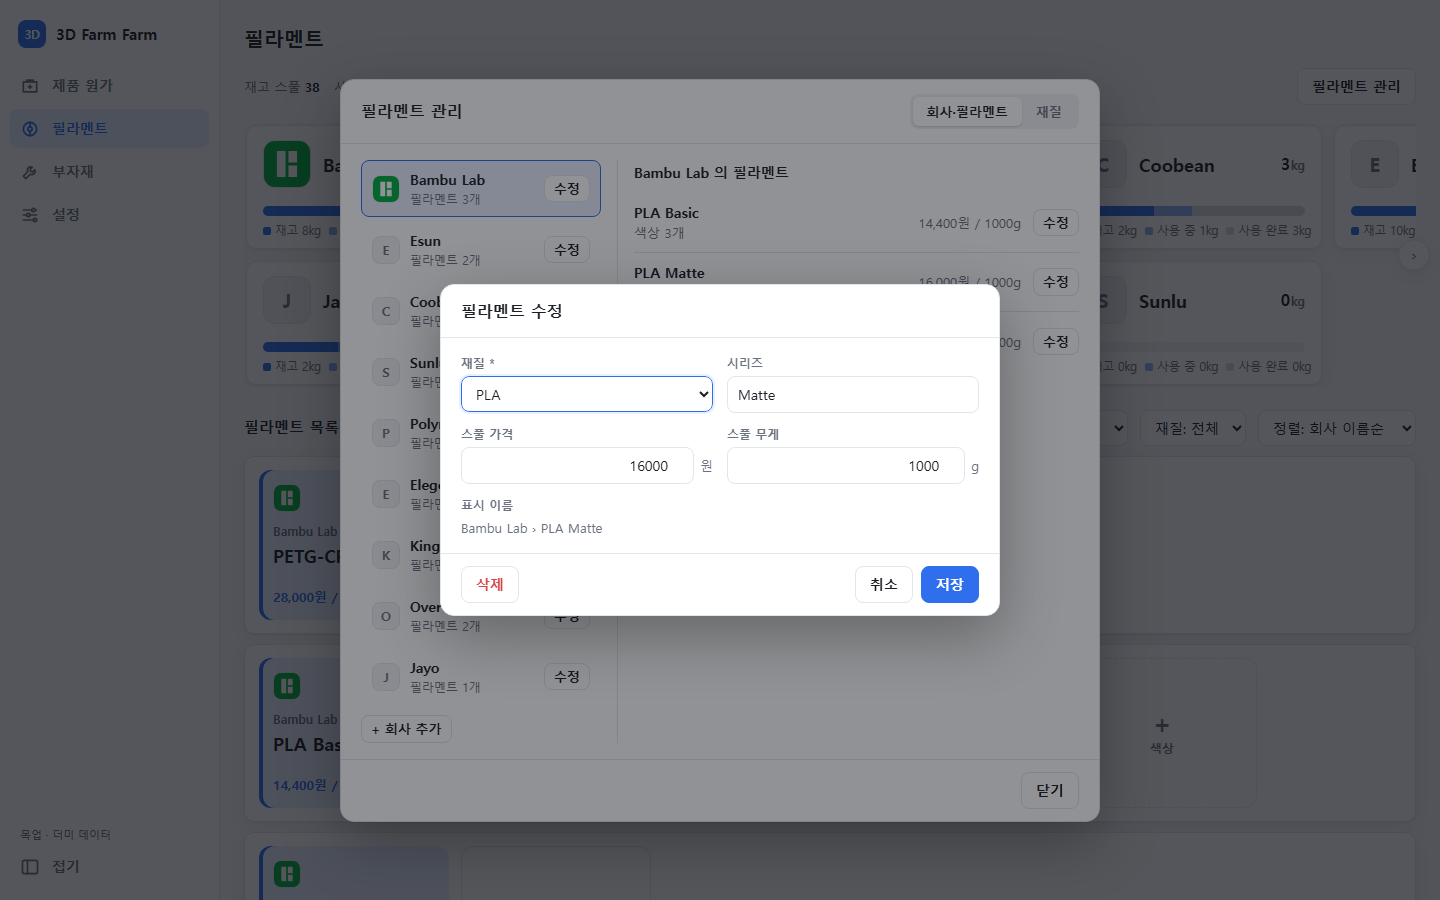 3D 3D Farm Farm
제품 원가
필라멘트
부자재
설정
목업 · 더미 데이터
접기
필라멘트
재고 스풀 38
필라멘트 관리
재고 8kg
Coobean 3kg
재고 2kg 사용 중 1kg 사용 완료 3kg
E
재고 10kg
J
재고 2kg
Sunlu 0kg
재고 0kg 사용 중 0kg 사용 완료 0kg
필라멘트 목록
재질: 전체
정렬: 회사 이름순
Bambu Lab
PETG-CF
28,000원 /
Bambu Lab
PLA Bas
14,400원 /
+
색상
필라멘트 관리
회사·필라멘트 재질
Bambu Lab
필라멘트 3개
수정
E Esun
필라멘트 2개
수정
C
S
P
E
K
O
필라멘트 2개
J Jayo
필라멘트 1개
수정
+ 회사 추가
Bambu Lab 의 필라멘트
PLA Basic
색상 3개
14,400원 / 1000g
수정
PLA Matte
16,000원 / 1000g
수정
수정
닫기
필라멘트 수정
재질 *
PLA
시리즈
Matte
스풀 가격
16000 원
스풀 무게
1000 g
표시 이름
Bambu Lab › PLA Matte
삭제
취소
저장